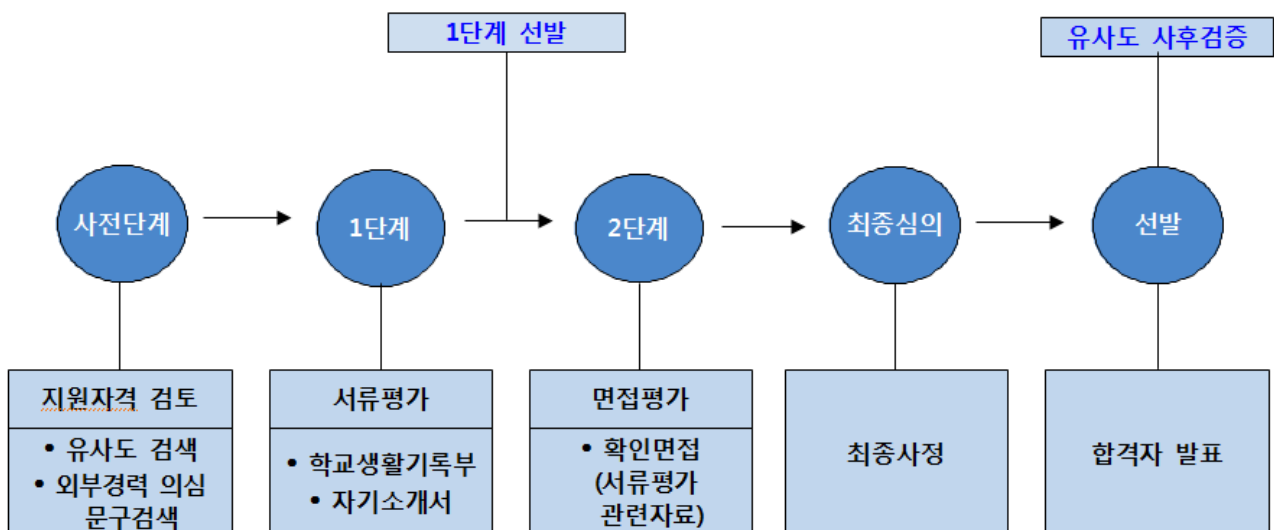 1단계 선발
유사도 사후검증
사전단계
1단계
2단계
최종심의
선발
지원자격 검토
• 유사도 검색
• 외부경력 의심
문구검색
서류평가
• 학교생활기록부
• 자기소개서
면접평가
• 확인면접
(서류평가
관련자료)
최종사정
합격자 발표